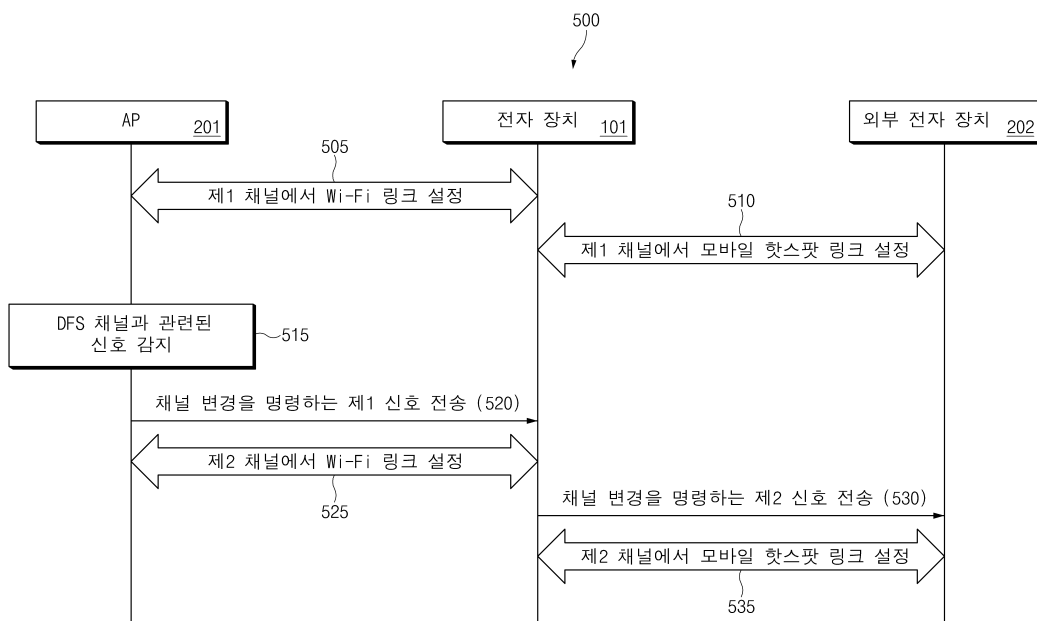 500
AP 201
전자 장치 101
외부 전자 장치 202
505
제1 채널에서 Wi-Fi 링크 설정
510
제1 채널에서 모바일 핫스팟 링크 설정
DFS 채널과 관련된
신호 감지
515
채널 변경을 명령하는 제1 신호 전송 (520)
제2 채널에서 Wi-Fi 링크 설정
525
채널 변경을 명령하는 제2 신호 전송 (530)
제2 채널에서 모바일 핫스팟 링크 설정
535